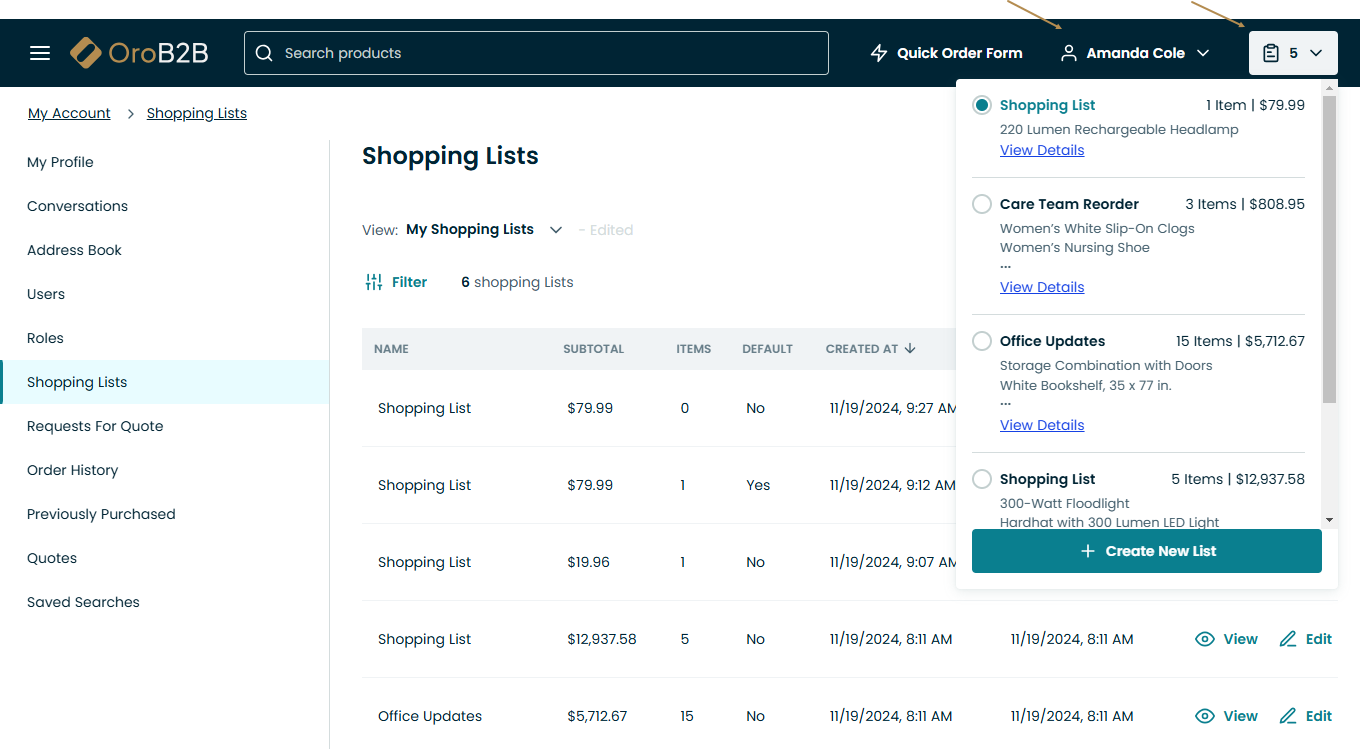 OroB2B
Search products
Quick Order Form
Amanda Cole
5
My Account > Shopping Lists
My Profile
Conversations
Address Book
Users
Roles
Shopping Lists
Requests For Quote
Order History
Previously Purchased
Quotes
Saved Searches
Shopping Lists
View: My Shopping Lists - Edited
Filter 6 shopping Lists
NAME SUBTOTAL ITEMS DEFAULT CREATED AT
Shopping List $79.99 0 No 11/19/2024, 9:27 AM
Shopping List $79.99 1 Yes 11/19/2024, 9:12 AM
Shopping List $19.96 1 No 11/19/2024, 9:07 AM
Shopping List $12,937.58 5 No 11/19/2024, 8:11 AM 11/19/2024, 8:11 AM View Edit
Office Updates $5,712.67 15 No 11/19/2024, 8:11 AM 11/19/2024, 8:11 AM View Edit
Shopping List 1 Item | $79.99
220 Lumen Rechargeable Headlamp
View Details
Care Team Reorder 3 Items | $808.95
Women’s White Slip-On Clogs
Women’s Nursing Shoe
...
View Details
Office Updates 15 Items | $5,712.67
Storage Combination with Doors
White Bookshelf, 35 x 77 in.
...
View Details
Shopping List 5 Items | $12,937.58
300-Watt Floodlight
Hardhat with 300 Lumen LED Light
+ Create New List